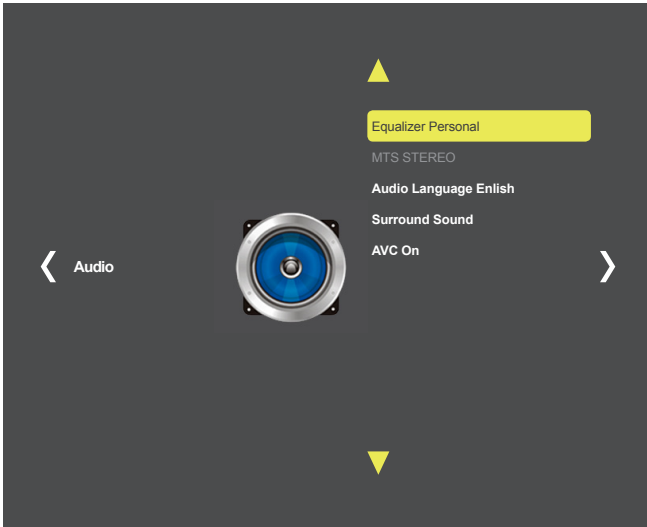 Equalizer Personal
MTS STEREO
Audio Language Enlish
Surround Sound
AVC On
Audio